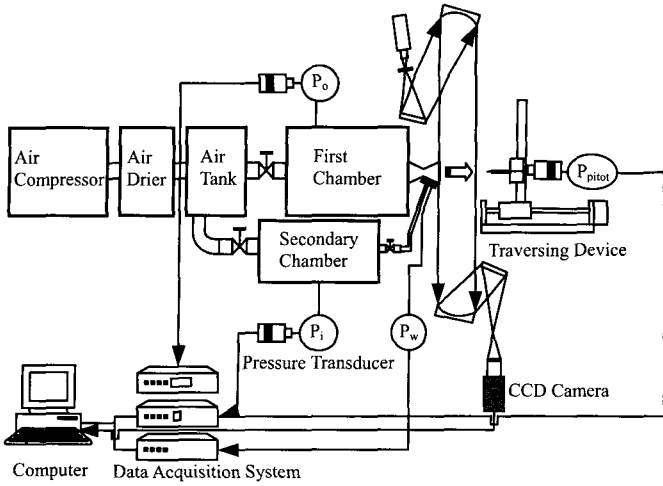 P₀
Air
Compressor
Air
Drier
Air
Tank
First
Chamber
P_pitot
Secondary
Chamber
Traversing Device
P_i
P_w
Pressure Transducer
CCD Camera
Computer
Data Acquisition System